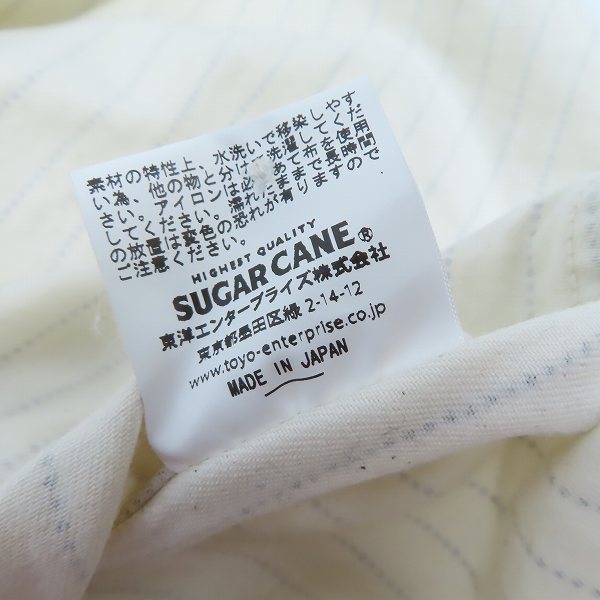 素材の特性上、水洗いで移染しやす
い為、他の物と分け、洗濯してくだ
さい。アイロンは必ずあて布を使用
してください。濡れたままで長時間
の放置は変色の恐れが有りますので
ご注意ください。
HIGHEST QUALITY
SUGAR CANE®
東洋エンタープライズ株式会社
東京都墨田区緑 2-14-12
www.toyo-enterprise.co.jp
MADE IN JAPAN